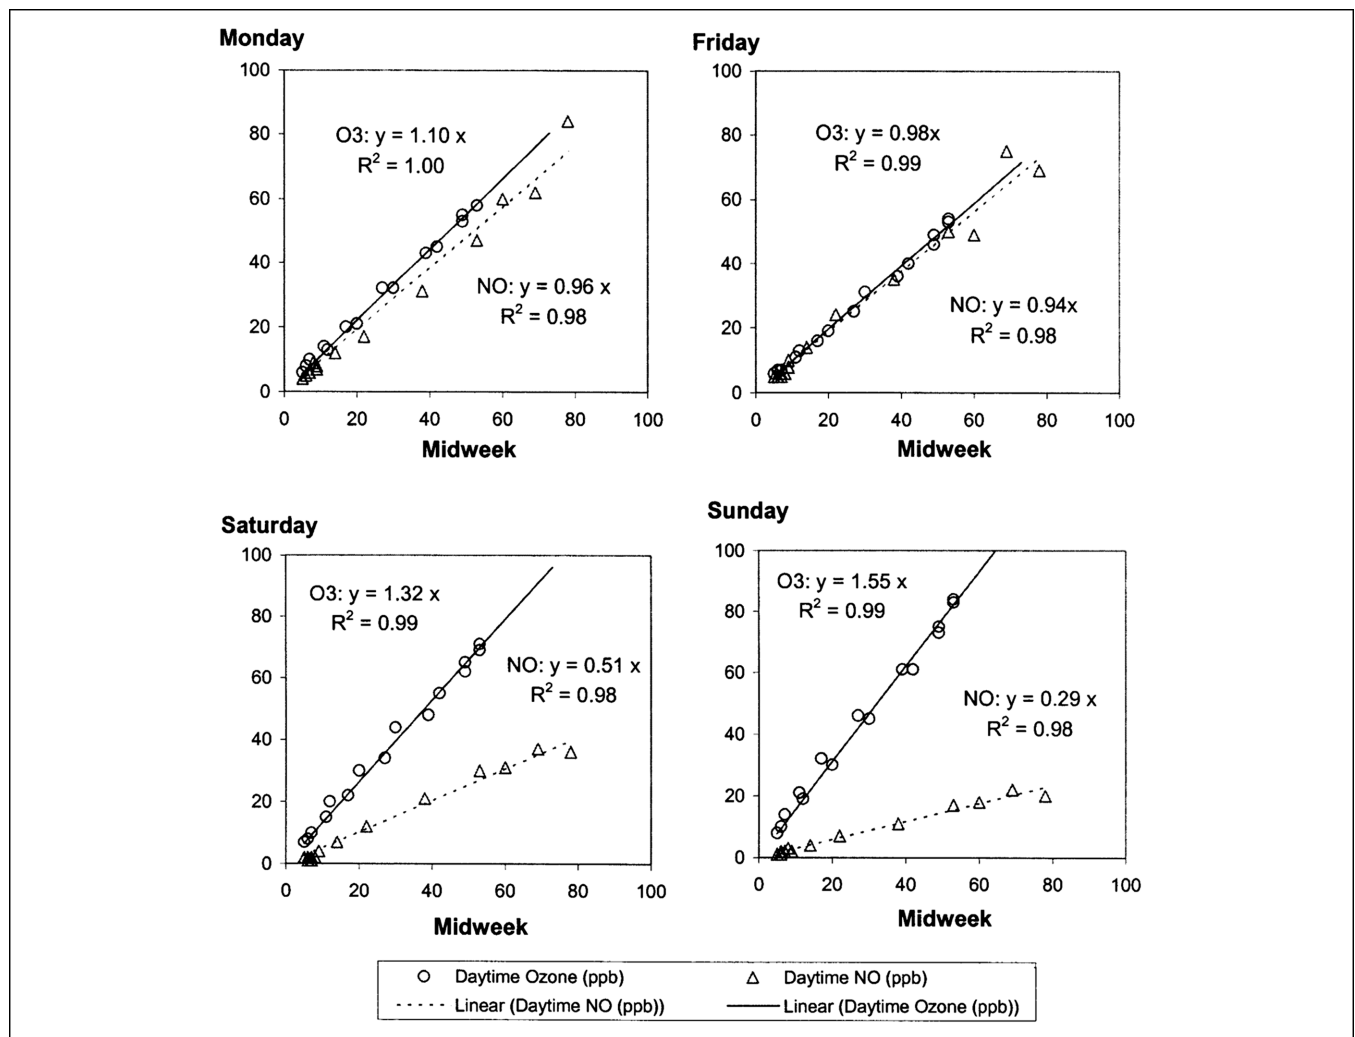 Monday
100
80
60
40
20
0
O3: y = 1.10 x
R² = 1.00
NO: y = 0.96 x
R² = 0.98
0 20 40 60 80 100
Midweek
Friday
100
80
60
40
20
0
O3: y = 0.98x
R² = 0.99
NO: y = 0.94x
R² = 0.98
0 20 40 60 80 100
Midweek
Saturday
100
80
60
40
20
0
O3: y = 1.32 x
R² = 0.99
NO: y = 0.51 x
R² = 0.98
0 20 40 60 80 100
Midweek
Sunday
100
80
60
40
20
0
O3: y = 1.55 x
R² = 0.99
NO: y = 0.29 x
R² = 0.98
0 20 40 60 80 100
Midweek
Daytime Ozone (ppb) Daytime NO (ppb)
Linear (Daytime NO (ppb)) Linear (Daytime Ozone (ppb))